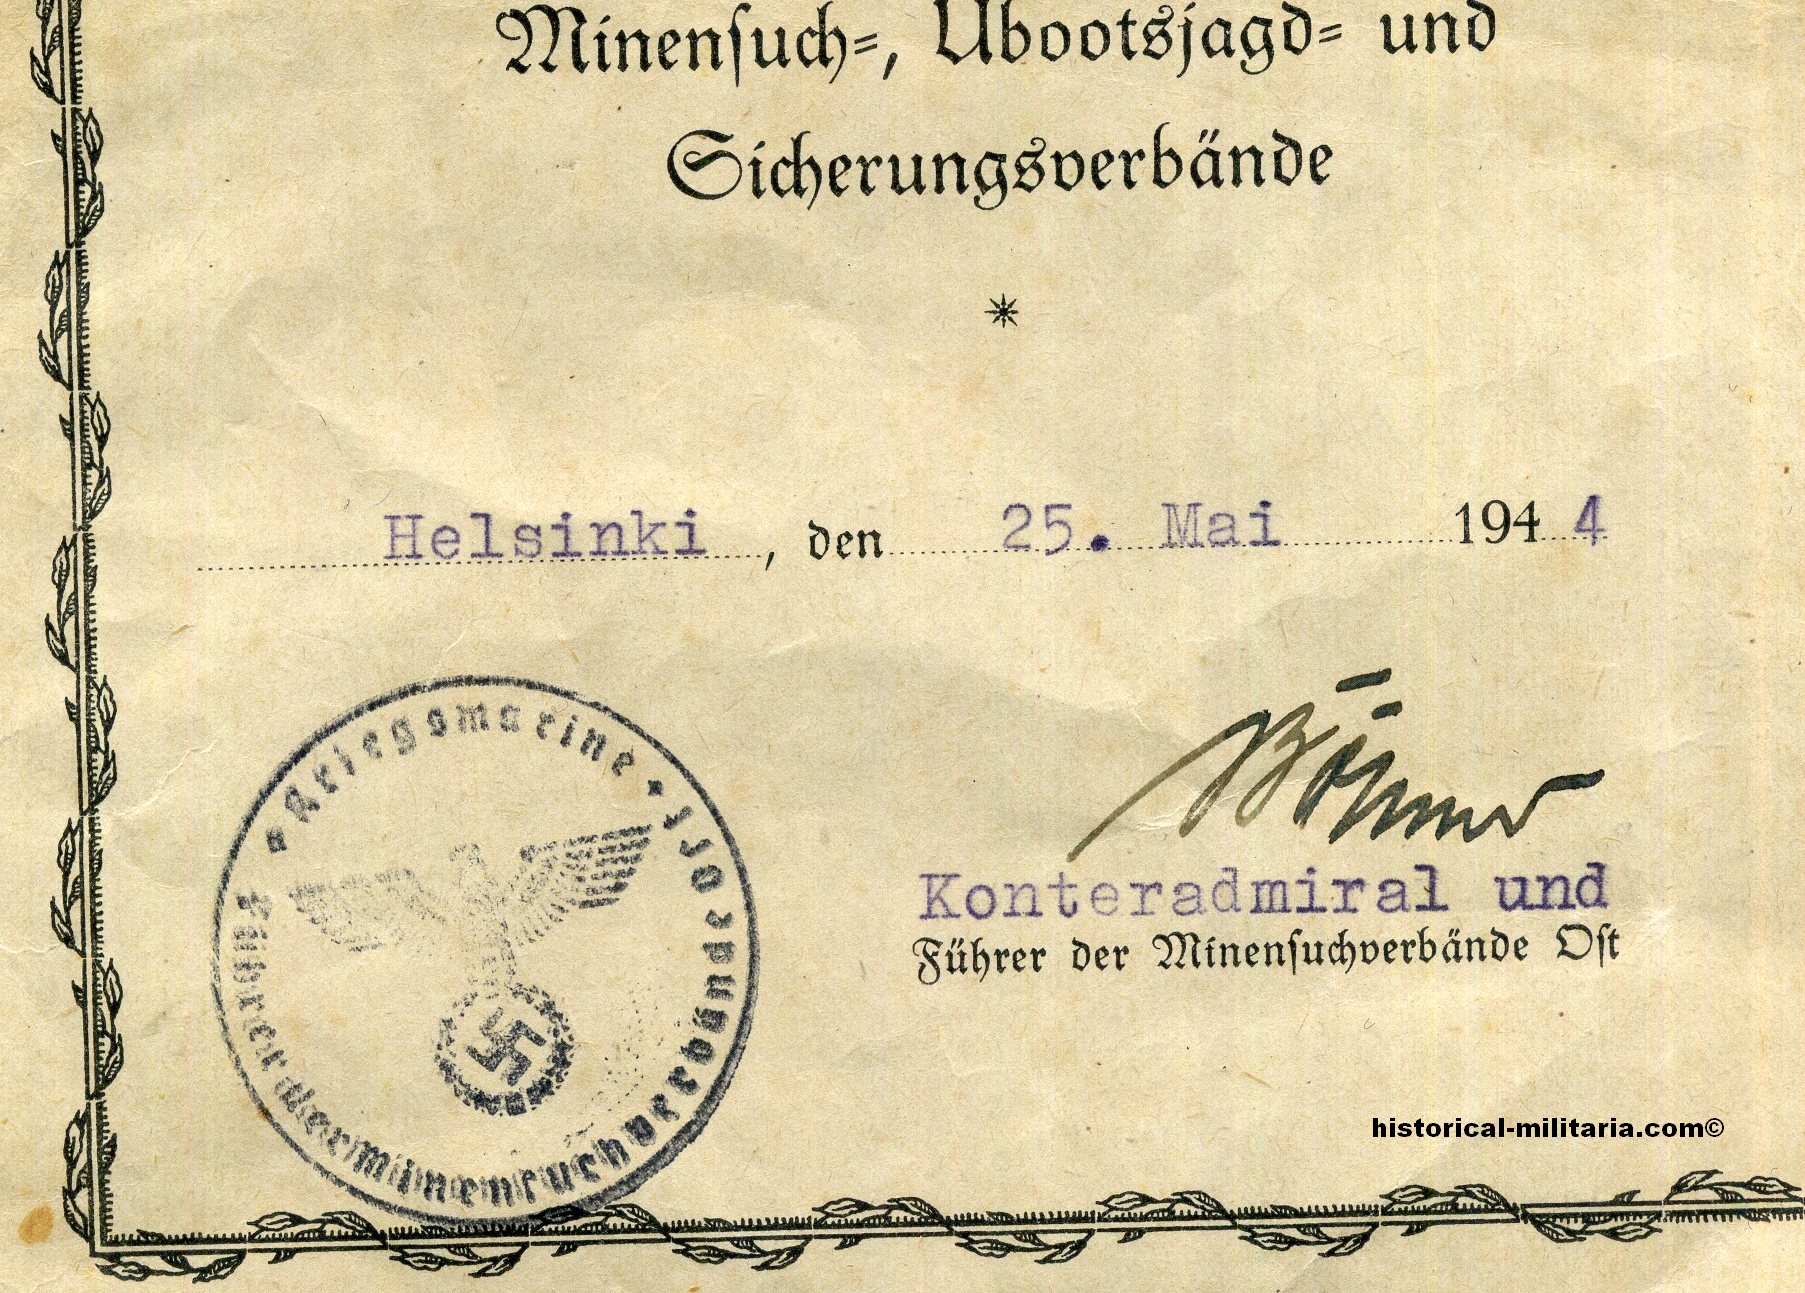 Minensuch=, Ubootsjagd= und
Sicherungsverbände
Helsinki, den 25. Mai 1944
Böhmer
Konteradmiral und
Führer der Minensuchverbände Ost
Kriegsmarine
Führer der Minensuchverbände Ost
historical-militaria.com©